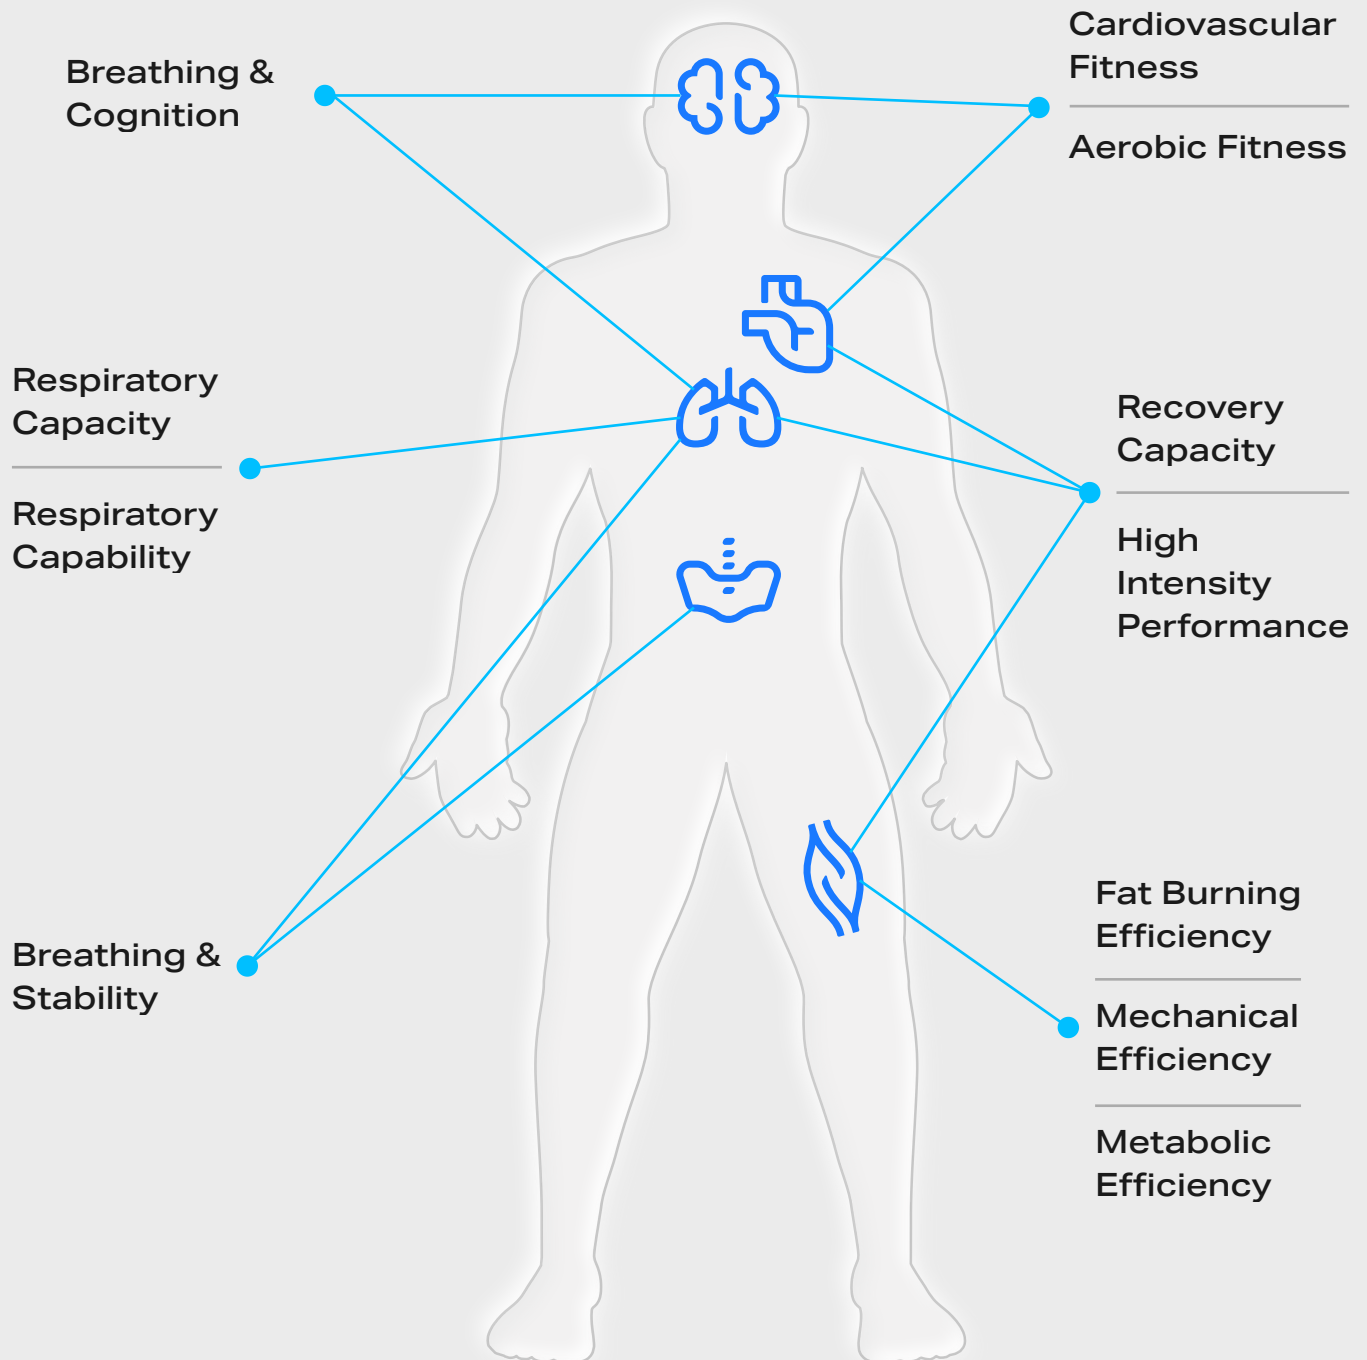 Breathing &
Cognition
Respiratory
Capacity
Respiratory
Capability
Breathing &
Stability
Cardiovascular
Fitness
Aerobic Fitness
Recovery
Capacity
High
Intensity
Performance
Fat Burning
Efficiency
Mechanical
Efficiency
Metabolic
Efficiency